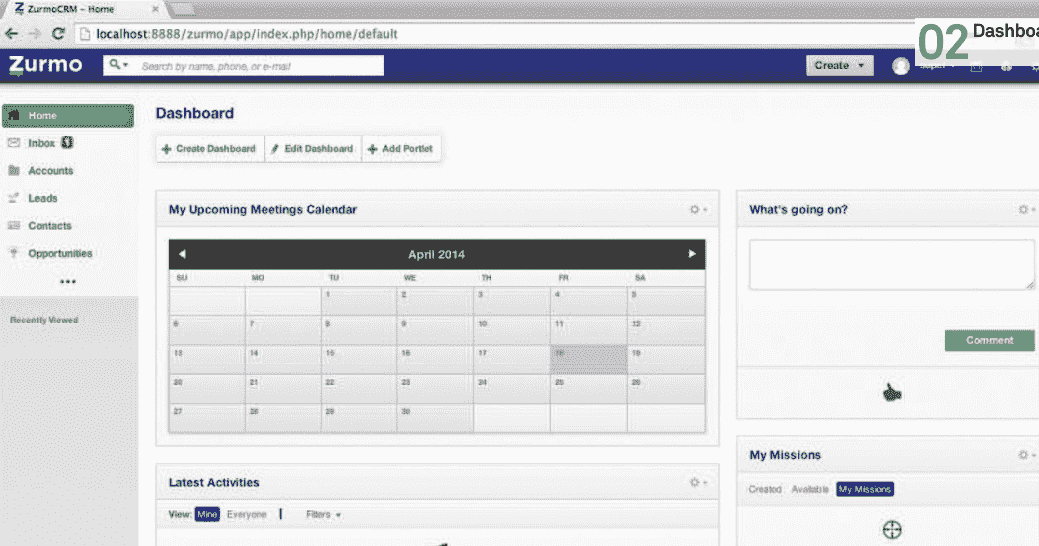 ZurmoCRM - Home
localhost:8888/zurmo/app/index.php/home/default
02 Dashboa
Zurmo
Search by name, phone, or e-mail
Create
Home
Inbox
Accounts
Leads
Contacts
Opportunities
Recently Viewed
Dashboard
Create Dashboard Edit Dashboard Add Portlet
My Upcoming Meetings Calendar
April 2014
SU MO TU WE TH FR SA
1 2 3 4 5
6 7 8 9 10 11 12
13 14 15 16 17 18 19
20 21 22 23 24 25 26
27 28 29 30
Latest Activities
View: Mine Everyone Filters
What's going on?
Comment
My Missions
Created Available My Missions